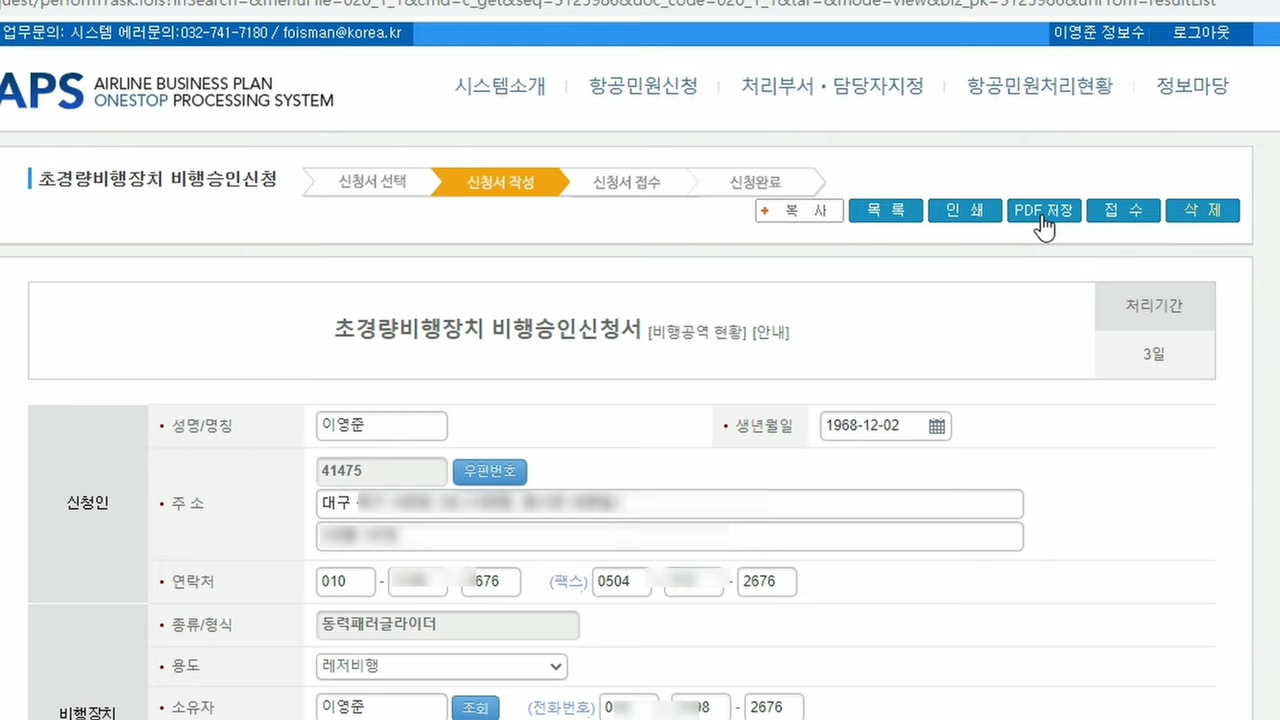 업무문의: 시스템 에러문의:032-741-7180 / foisman@korea.kr 이영준 정보수 로그아웃
APS AIRLINE BUSINESS PLAN
ONESTOP PROCESSING SYSTEM
시스템소개 항공민원신청 처리부서・담당자지정 항공민원처리현황 정보마당
초경량비행장치 비행승인신청 신청서 선택 신청서 작성 신청서 접수 신청완료
복 사 목 록 인 쇄 PDF 저장 접 수 삭 제
초경량비행장치 비행승인신청서 [비행공역 현황] [안내]
처리기간
3일
신청인
성명/명칭 이영준 생년월일 1968-12-02
주 소 41475 우편번호
대구
연락처 010 - 676 (팩스) 0504 - 2676
비행장치
종류/형식 동력패러글라이더
용도 레저비행
소유자 이영준 조회 (전화번호) 0 98 - 2676